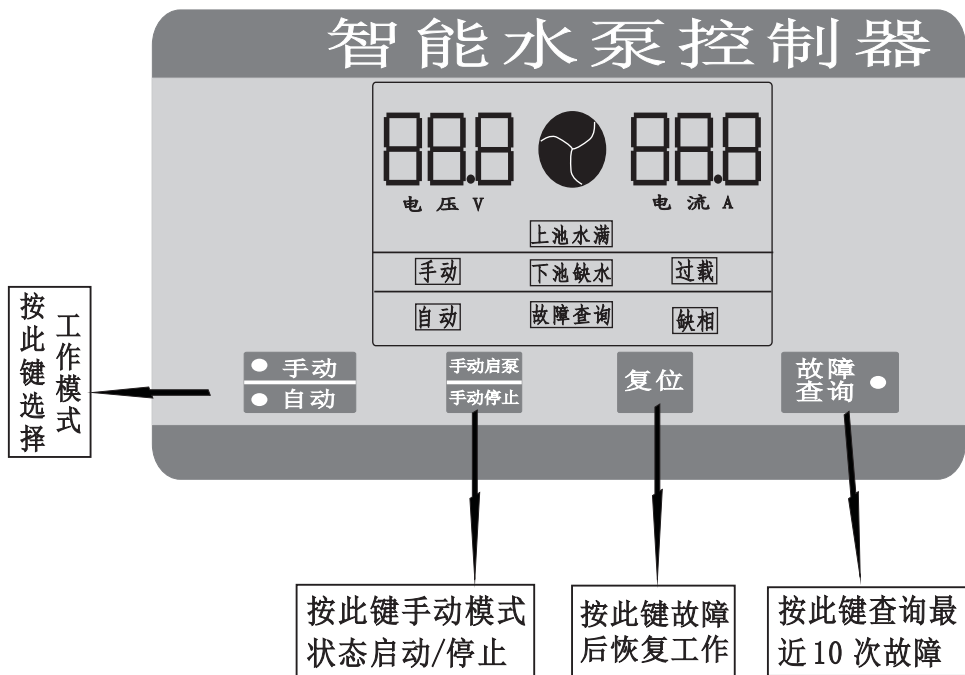 智能水泵控制器
88.8
88.8
电压V
电流A
上池水满
手动
下池缺水
过载
自动
故障查询
缺相
手动
自动
手动启泵
手动停止
复位
故障
查询
按此键选择
工作模式
按此键手动模式
状态启动/停止
按此键故障
后恢复工作
按此键查询最
近10次故障